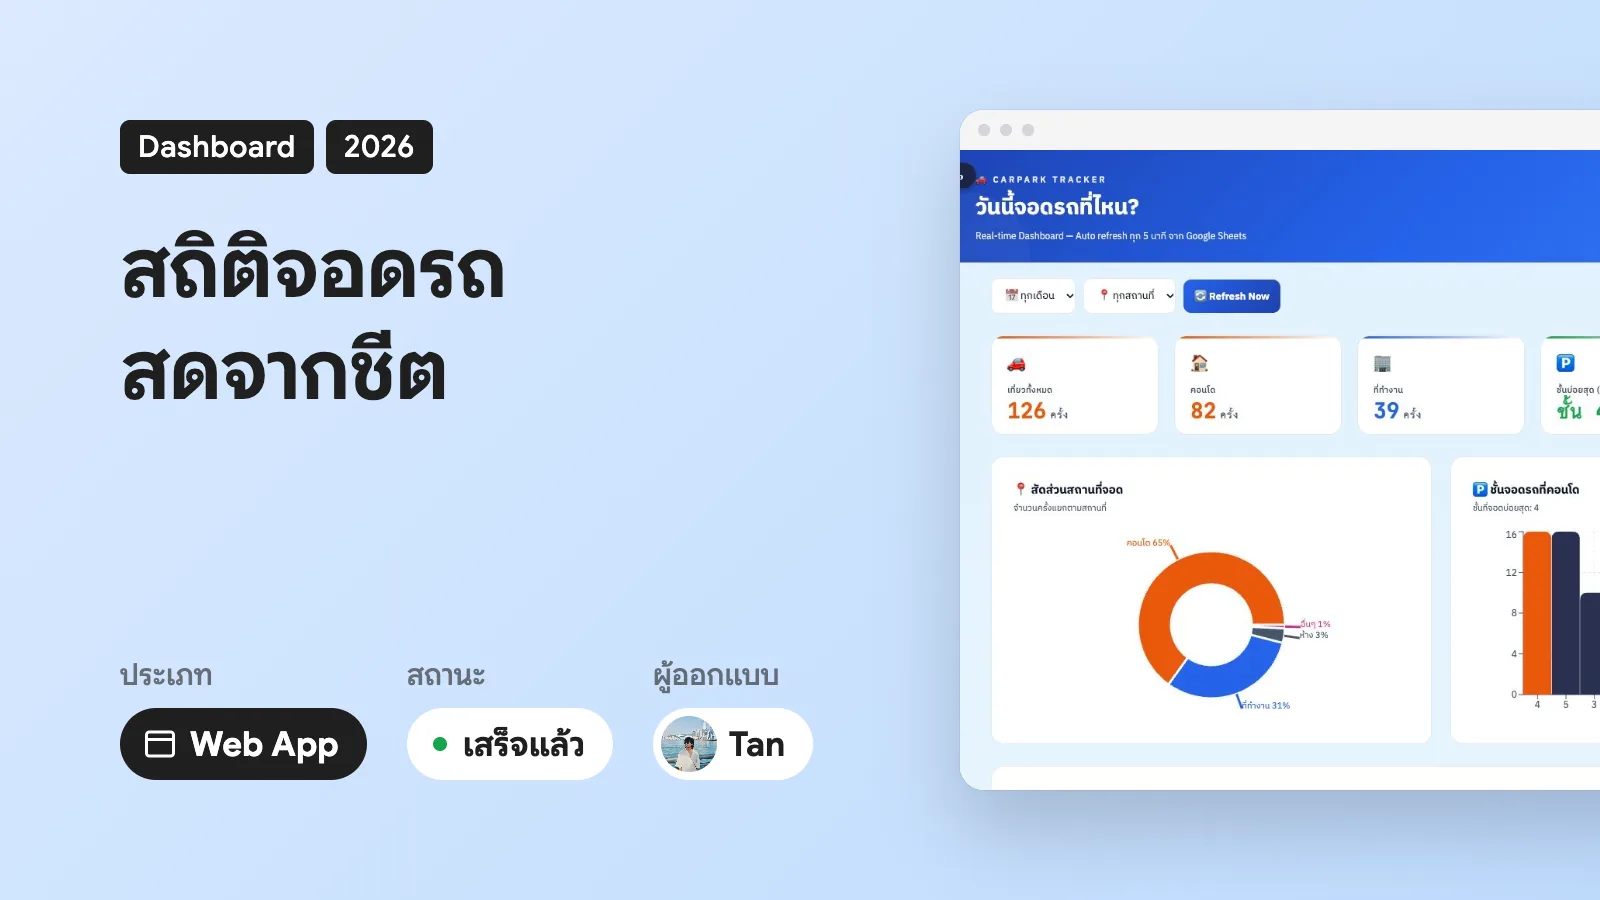 Dashboard
2026
สถิติจอดรถ
สดจากชีต
ประเภท
Web App
สถานะ
เสร็จแล้ว
ผู้ออกแบบ
Tan
CARPARK TRACKER
วันนี้จอดรถที่ไหน?
Real-time Dashboard — Auto refresh ทุก 5 นาที จาก Google Sheets
ทุกเดือน
ทุกสถานที่
Refresh Now
เที่ยวทั้งหมด
126 ครั้ง
คอนโด
82 ครั้ง
ที่ทำงาน
39 ครั้ง
P
ชั้นบ่อยสุด (
ชั้น
สัดส่วนสถานที่จอด
จำนวนครั้งแยกตามสถานที่
คอนโด 65%
อื่นๆ 1%
ห้าง 3%
ที่ทำงาน 31%
P ชั้นจอดรถที่คอนโด
ชั้นที่จอดบ่อยสุด: 4
16
12
8
4
0
4 5 3